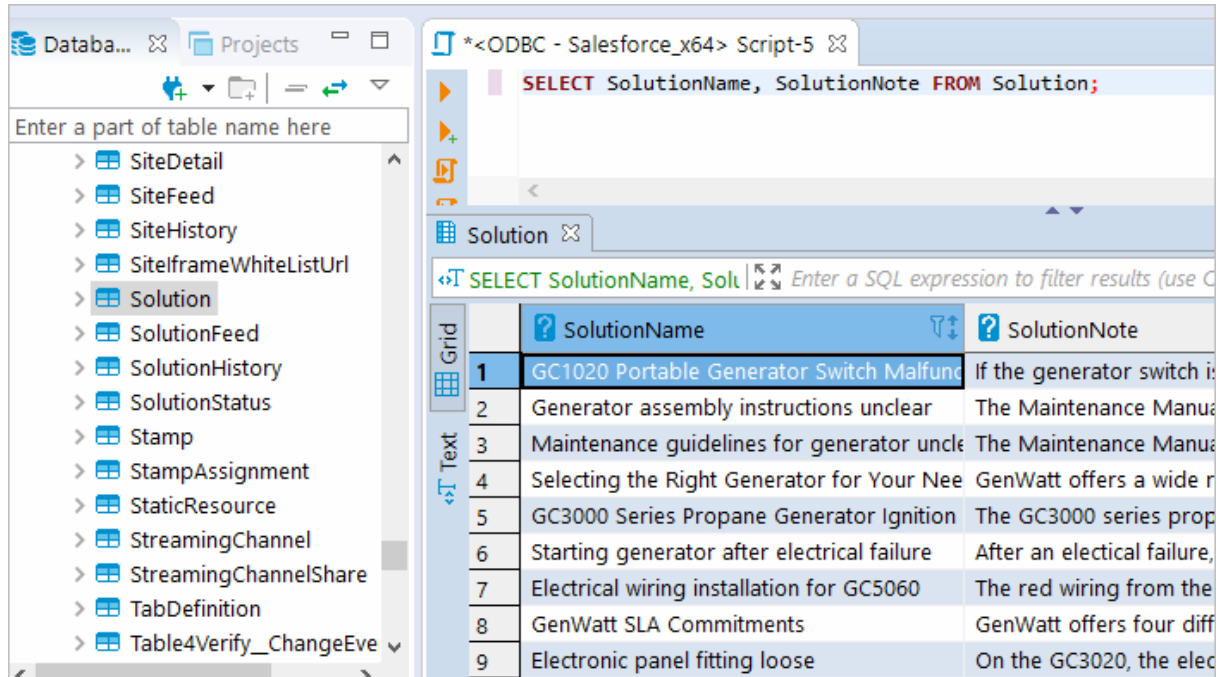 Databa... Projects
Enter a part of table name here
SiteDetail
SiteFeed
SiteHistory
SiteIframeWhiteListUrl
Solution
SolutionFeed
SolutionHistory
SolutionStatus
Stamp
StampAssignment
StaticResource
StreamingChannel
StreamingChannelShare
TabDefinition
Table4Verify__ChangeEve
*<ODBC - Salesforce_x64> Script-5
SELECT SolutionName, SolutionNote FROM Solution;
Solution
SELECT SolutionName, Solu Enter a SQL expression to filter results (use C
Grid
Text
SolutionName SolutionNote
1 GC1020 Portable Generator Switch Malfunc If the generator switch is
2 Generator assembly instructions unclear The Maintenance Manua
3 Maintenance guidelines for generator uncle The Maintenance Manua
4 Selecting the Right Generator for Your Nee GenWatt offers a wide r
5 GC3000 Series Propane Generator Ignition The GC3000 series prop
6 Starting generator after electrical failure After an electical failure,
7 Electrical wiring installation for GC5060 The red wiring from the
8 GenWatt SLA Commitments GenWatt offers four diff
9 Electronic panel fitting loose On the GC3020, the elec